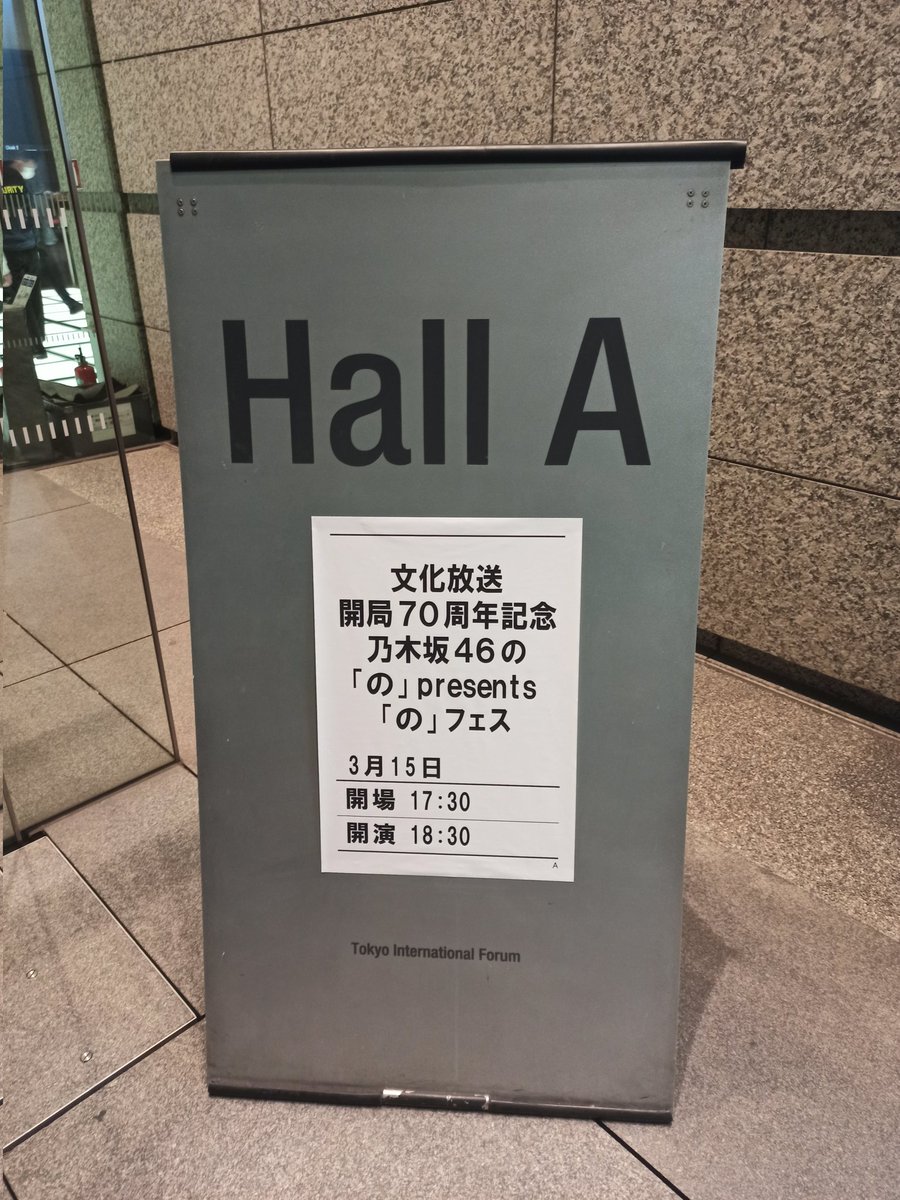 Hall A
文化放送
開局70周年記念
乃木坂46の
「の」presents
「の」フェス
3月15日
開場 17:30
開演 18:30
A
Tokyo International Forum